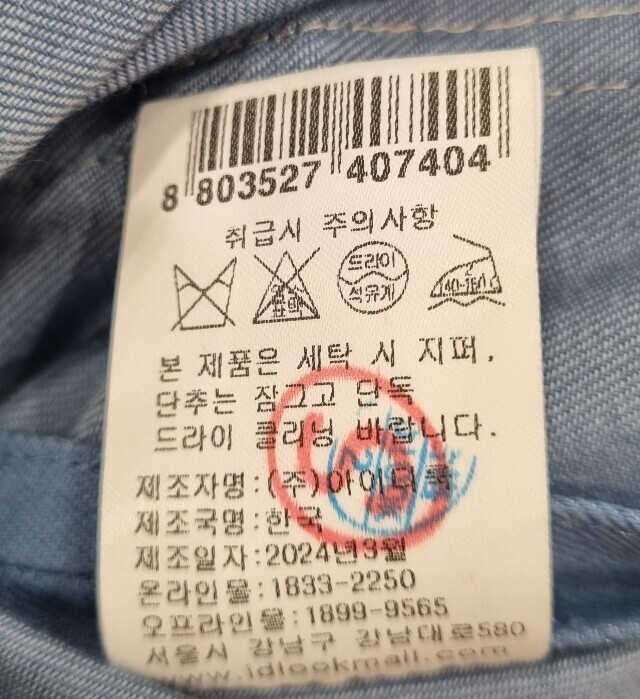 8 803527 407404
취급시 주의사항
드라이
석유계
표백
본 제품은 세탁 시 지퍼,
단추는 잠그고 단독
드라이 클리닝 바랍니다.
제조자명:(주)아이디룩
제조국명:한국
제조일자:2024년3월
온라인몰:1833-2250
오프라인몰:1899-9565
서울시 강남구 강남대로580
www.idlookmall.com